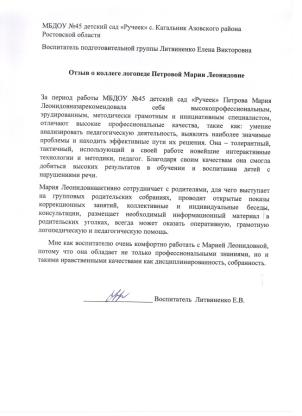 МБДОУ №45 детский сад «Ручеек» с. Кагальник Азовского района
Ростовской области
Воспитатель подготовительной группы Литвиненко Елена Викторовна
Отзыв о коллеге логопеде Петровой Марии Леонидовне
За период работы МБДОУ №45 детский сад «Ручеек» Петрова Мария
Леонидовназарекомендовала себя высокопрофессиональным,
эрудированным, методически грамотным и инициативным специалистом,
отличают высокие профессиональные качества, такие как: умение
анализировать педагогическую деятельность, выявлять наиболее значимые
проблемы и находить эффективные пути их решения. Она – толерантный,
тактичный, использующий в своей работе новейшие интерактивные
технологии и методики, педагог. Благодаря своим качествам она смогла
добиться высоких результатов в обучении и воспитании детей с
нарушениями речи.
Мария Леонидовнаактивно сотрудничает с родителями, для чего выступает
на групповых родительских собраниях, проводит открытые показы
коррекционных занятий, коллективные и индивидуальные беседы,
консультации, размещает необходимый информационный материал в
родительских уголках, всегда может оказать оперативную, грамотную
логопедическую и педагогическую помощь.
Мне как воспитателю очень комфортно работать с Марией Леонидовной,
потому что она обладает не только профессиональными знаниями, но и
такими нравственными качествами как дисциплинированность, собранность.
Воспитатель Литвиненко Е.В.